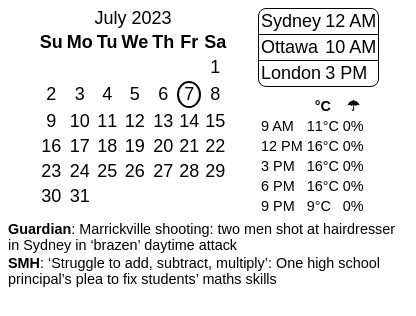 July 2023
Su Mo Tu We Th Fr Sa
1
2 3 4 5 6 7 8
9 10 11 12 13 14 15
16 17 18 19 20 21 22
23 24 25 26 27 28 29
30 31
Sydney 12 AM
Ottawa 10 AM
London 3 PM
°C ☂
9 AM 11°C 0%
12 PM 16°C 0%
3 PM 16°C 0%
6 PM 16°C 0%
9 PM 9°C 0%
Guardian: Marrickville shooting: two men shot at hairdresser
in Sydney in ‘brazen’ daytime attack
SMH: ‘Struggle to add, subtract, multiply’: One high school
principal’s plea to fix students’ maths skills